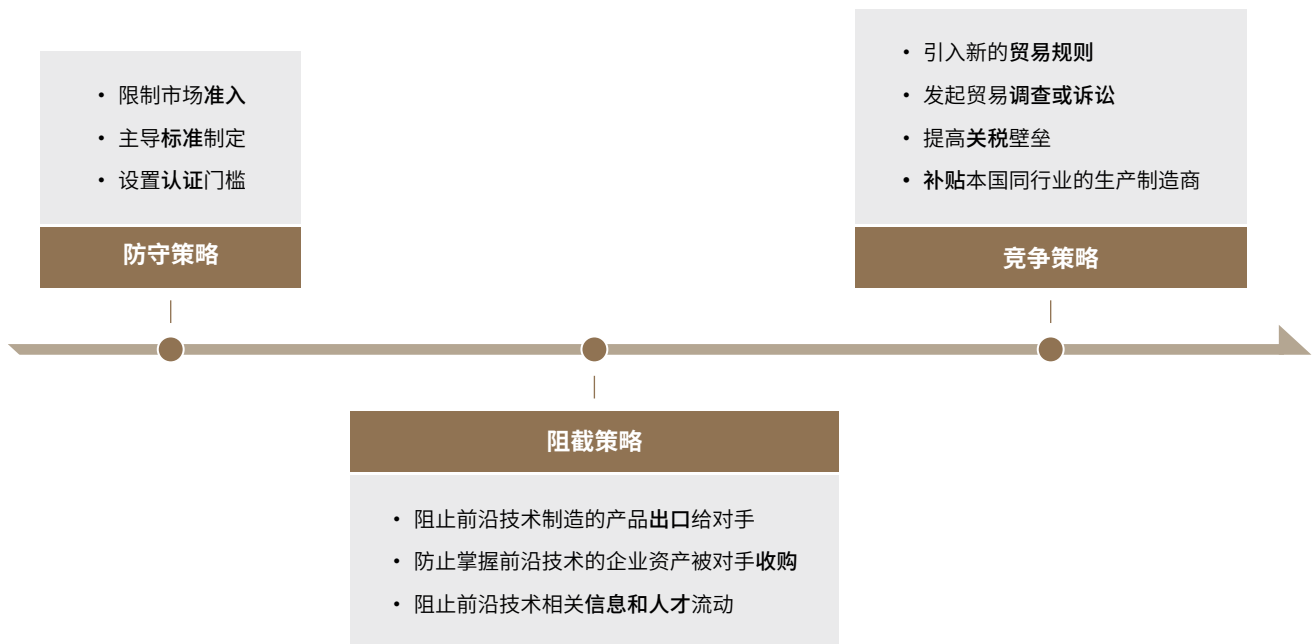 • 限制市场准入
• 主导标准制定
• 设置认证门槛
防守策略
阻截策略
• 阻止前沿技术制造的产品出口给对手
• 防止掌握前沿技术的企业资产被对手收购
• 阻止前沿技术相关信息和人才流动
• 引入新的贸易规则
• 发起贸易调查或诉讼
• 提高关税壁垒
• 补贴本国同行业的生产制造商
竞争策略